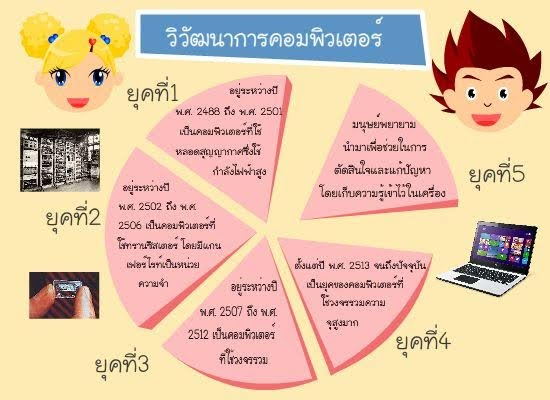 วิวัฒนาการคอมพิวเตอร์
ยุคที่1
อยู่ระหว่างปี
พ.ศ. 2488 ถึง พ.ศ. 2501
เป็นคอมพิวเตอร์ที่ใช้
หลอดสูญญากาศซึ่งใช้
กำลังไฟฟ้าสูง
ยุคที่2
อยู่ระหว่างปี
พ.ศ. 2502 ถึง พ.ศ.
2506 เป็นคอมพิวเตอร์ที่
ใช้ทรานซิสเตอร์ โดยมีแกน
เฟอร์ไรท์เป็นหน่วย
ความจำ
ยุคที่3
อยู่ระหว่างปี
พ.ศ. 2507 ถึง พ.ศ.
2512 เป็นคอมพิวเตอร์
ที่ใช้วงจรรวม
ยุคที่4
ตั้งแต่ปี พ.ศ. 2513 จนถึงปัจจุบัน
เป็นยุคของคอมพิวเตอร์ที่
ใช้วงจรรวมความ
จุสูงมาก
ยุคที่5
มนุษย์พยายาม
นำมาเพื่อช่วยในการ
ตัดสินใจและแก้ปัญหา
โดยเก็บความรู้เข้าไว้ในเครื่อง